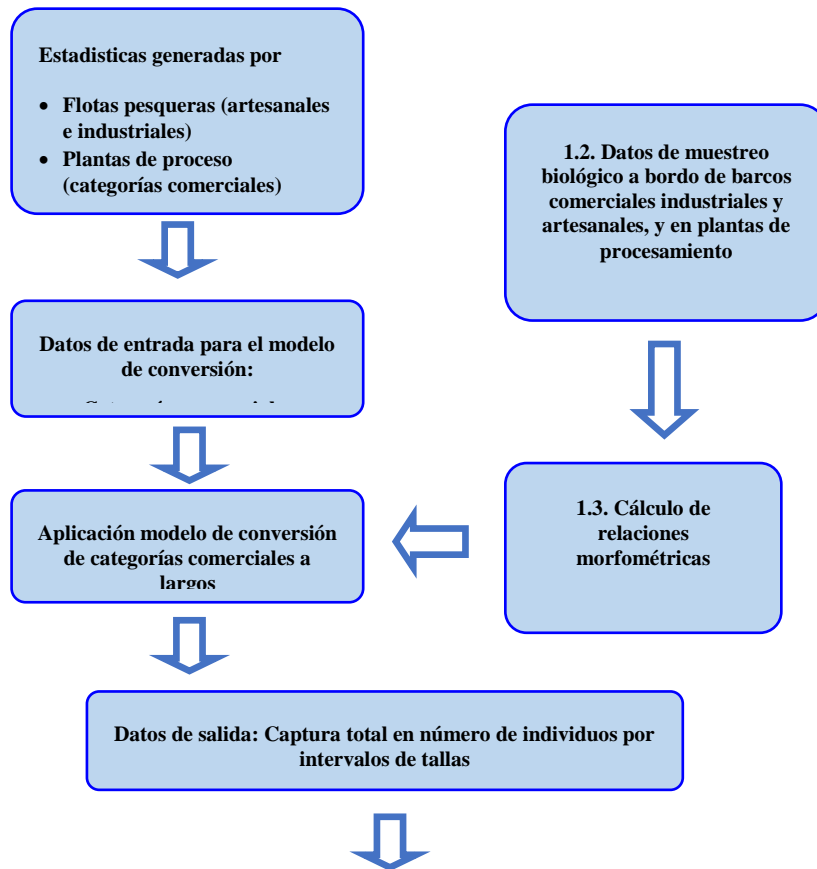 Estadisticas generadas por
• Flotas pesqueras (artesanales
e industriales)
• Plantas de proceso
(categorías comerciales)
1.2. Datos de muestreo
biológico a bordo de barcos
comerciales industriales y
artesanales, y en plantas de
procesamiento
Datos de entrada para el modelo
de conversión:
Aplicación modelo de conversión
de categorías comerciales a
largos
1.3. Cálculo de
relaciones
morfométricas
Datos de salida: Captura total en número de individuos por
intervalos de tallas